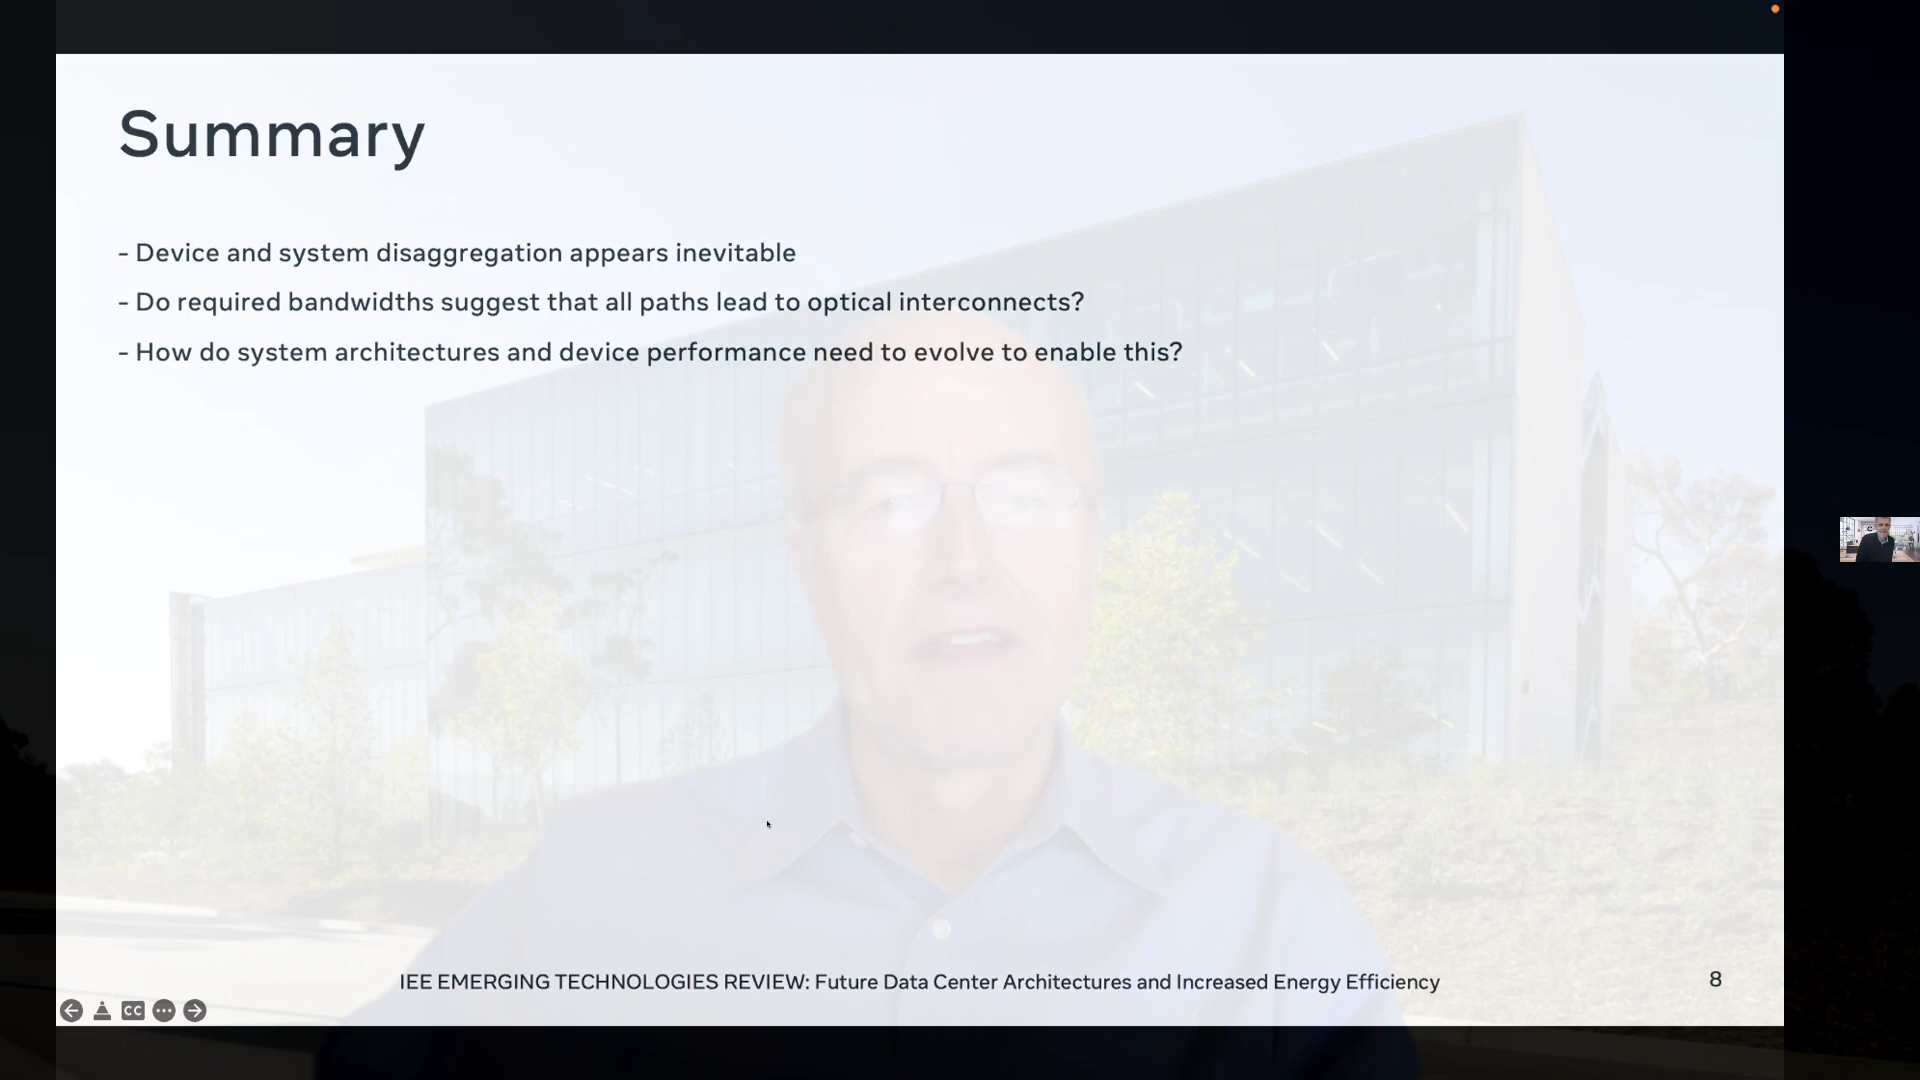 Summary
- Device and system disaggregation appears inevitable
- Do required bandwidths suggest that all paths lead to optical interconnects?
- How do system architectures and device performance need to evolve to enable this?
IEE EMERGING TECHNOLOGIES REVIEW: Future Data Center Architectures and Increased Energy Efficiency
8
CC